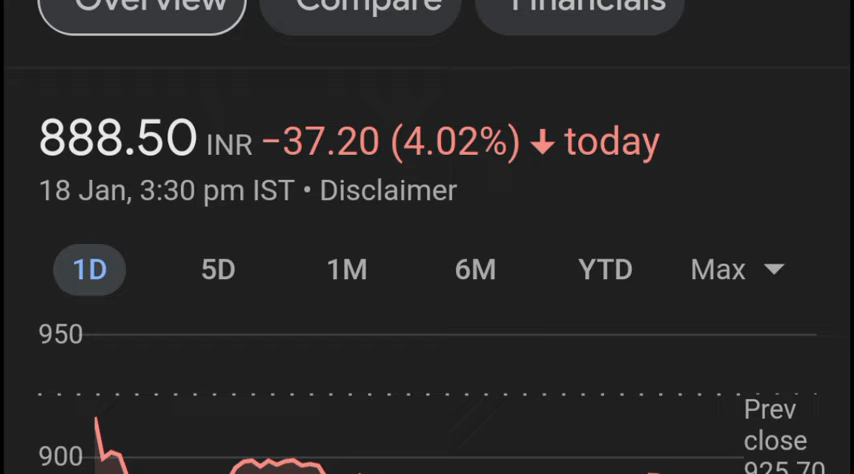 Overview Compare Financials
888.50 INR −37.20 (4.02%) ↓ today
18 Jan, 3:30 pm IST • Disclaimer
1D 5D 1M 6M YTD Max
950
Prev
close
925.70
900